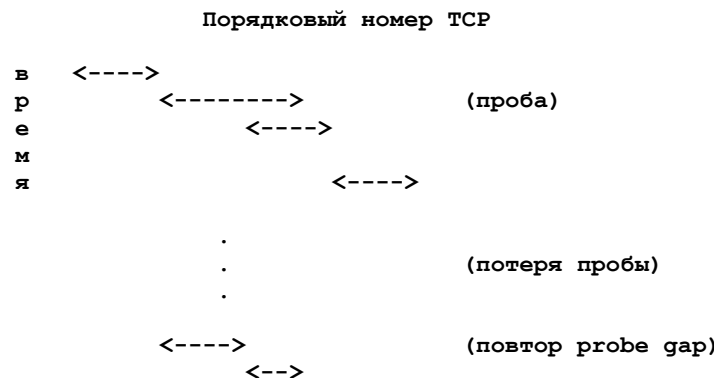 Порядковый номер TCP
в <---->
р <--------> (проба)
е <---->
м
я <---->
.
. (потеря пробы)
.
<----> (повтор probe gap)
<-->